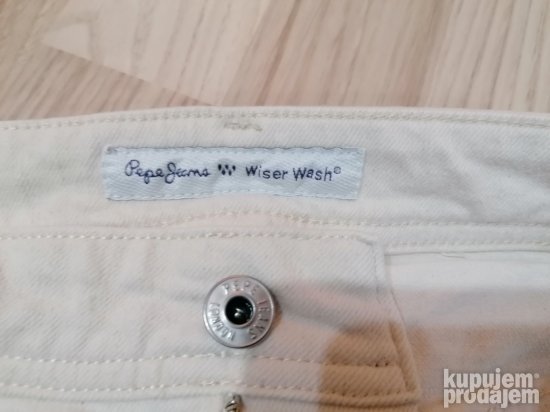 Pepe Jeans Wiser Wash®
PEPE JEANS LONDON
kupujem
prodajem